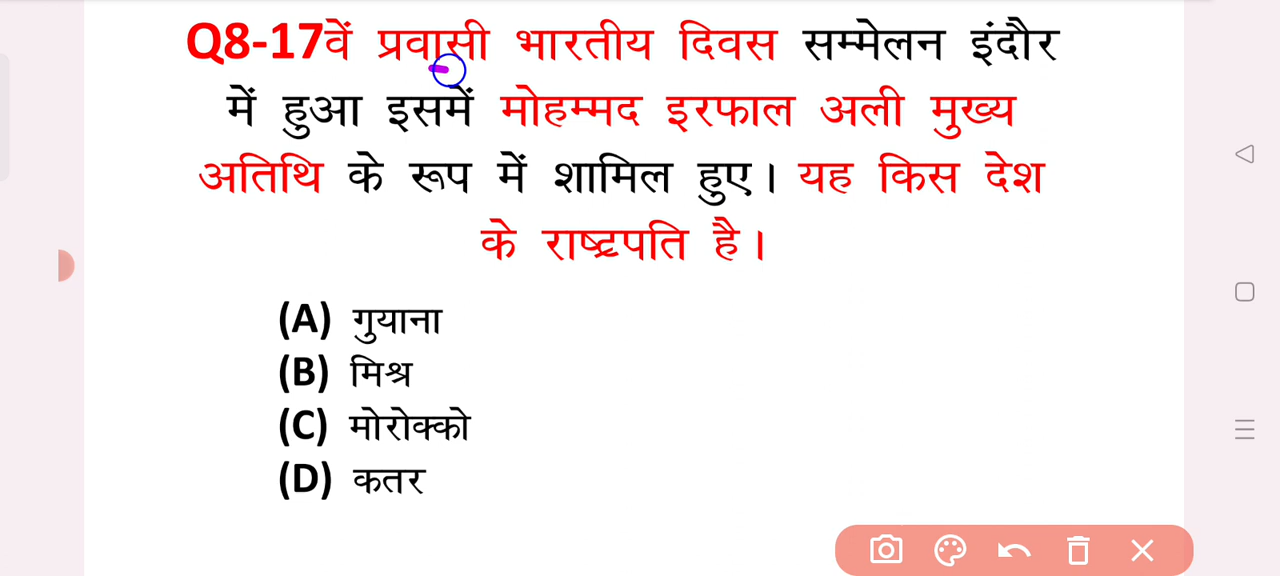 Q8-17वें प्रवासी भारतीय दिवस सम्मेलन इंदौर
में हुआ इसमें मोहम्मद इरफाल अली मुख्य
अतिथि के रूप में शामिल हुए। यह किस देश
के राष्ट्रपति है।
(A) गुयाना
(B) मिश्र
(C) मोरोक्को
(D) कतर